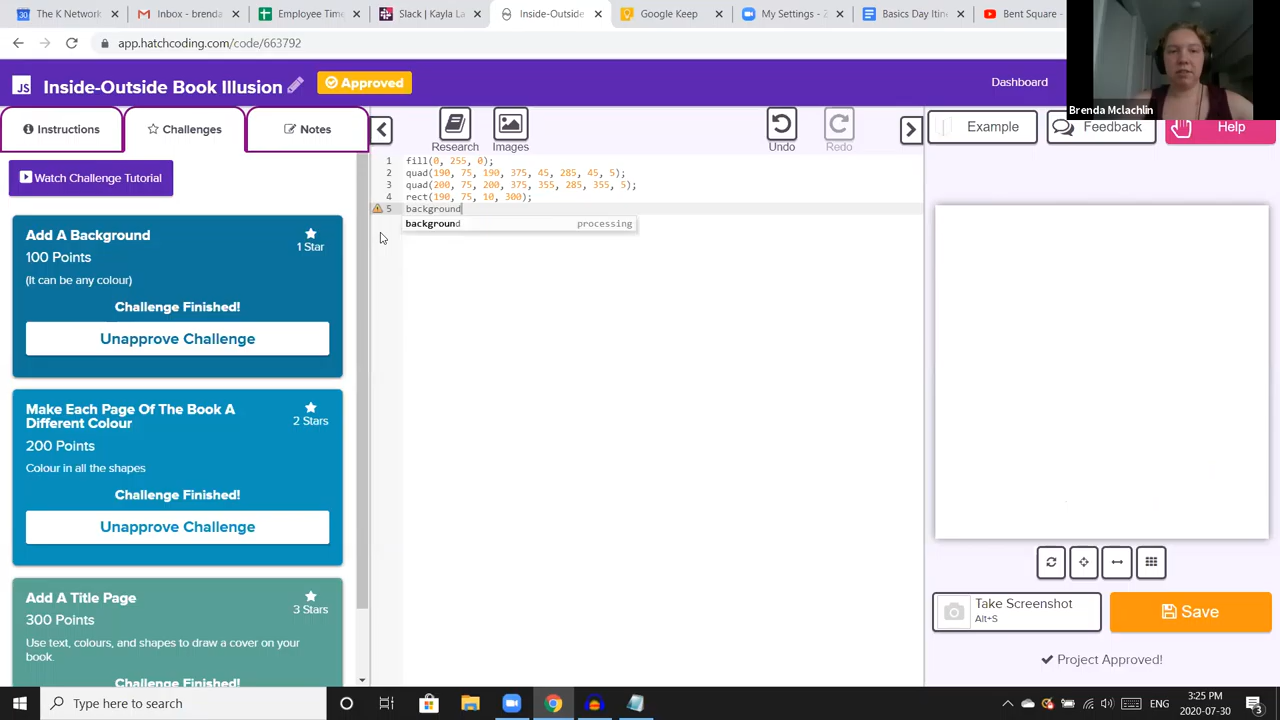 The K Network
Inbox - brenda
Employee Time
Slack | Kayla La
Inside-Outside
Google Keep
My Settings - Z
Basics Day Itin
Bent Square -
app.hatchcoding.com/code/663792
Brenda Mclachlin
JS Inside-Outside Book Illusion Approved
Dashboard
Instructions
Challenges
Notes
Research
Images
Undo
Redo
Example
Feedback
Help
Watch Challenge Tutorial
Add A Background
1 Star
100 Points
(It can be any colour)
Challenge Finished!
Unapprove Challenge
Make Each Page Of The Book A
Different Colour
2 Stars
200 Points
Colour in all the shapes
Challenge Finished!
Unapprove Challenge
Add A Title Page
3 Stars
300 Points
Use text, colours, and shapes to draw a cover on your
book.
Challenge Finished!
1 fill(0, 255, 0);
2 quad(190, 75, 190, 375, 45, 285, 45, 5);
3 quad(200, 75, 200, 375, 355, 285, 355, 5);
4 rect(190, 75, 10, 300);
5 background
background processing
Take Screenshot
Alt+S
Save
Project Approved!
Type here to search
ENG
3:25 PM
2020-07-30
3